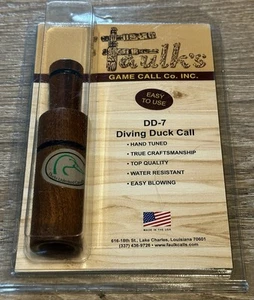 Faulk's
GAME CALL Co. INC.
EASY
TO USE
DD-7
Diving Duck Call
• HAND TUNED
• TRUE CRAFTSMANSHIP
• TOP QUALITY
• WATER RESISTANT
• EASY BLOWING
MADE IN THE USA
616-18th St., Lake Charles, Louisiana 70601
(337) 436-9726 • www.faulkcalls.com